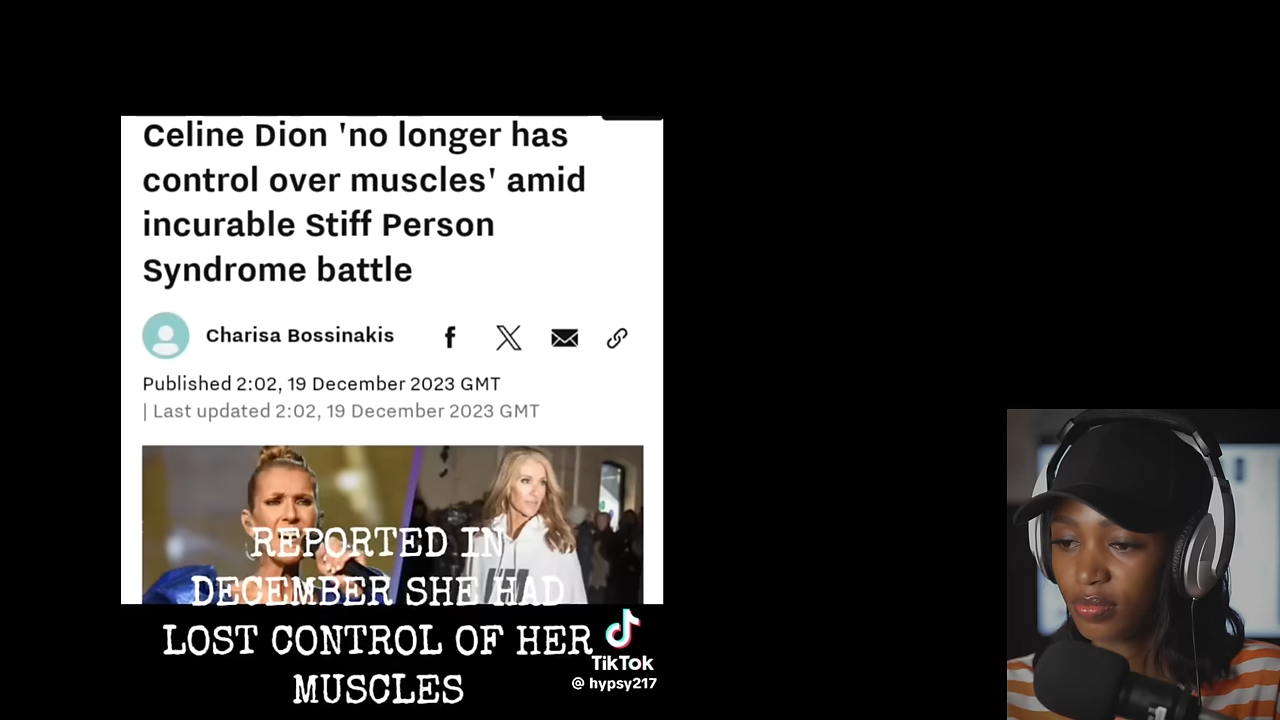 Celine Dion 'no longer has
control over muscles' amid
incurable Stiff Person
Syndrome battle
Charisa Bossinakis
Published 2:02, 19 December 2023 GMT
| Last updated 2:02, 19 December 2023 GMT
REPORTED IN
DECEMBER SHE HAD
LOST CONTROL OF HER
MUSCLES
TikTok
@ hypsy217